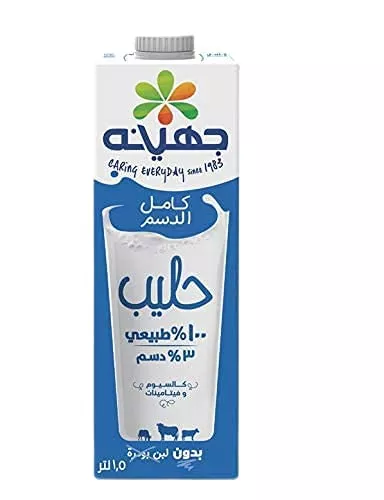 جهينه
CARING EVERYDAY since 1983
كامل
الدسم
حليب
١٠٠٪ طبيعي
٣٪ دسم
كالسيوم
و فيتامينات
بدون لبن بودرة
١,٥ لتر